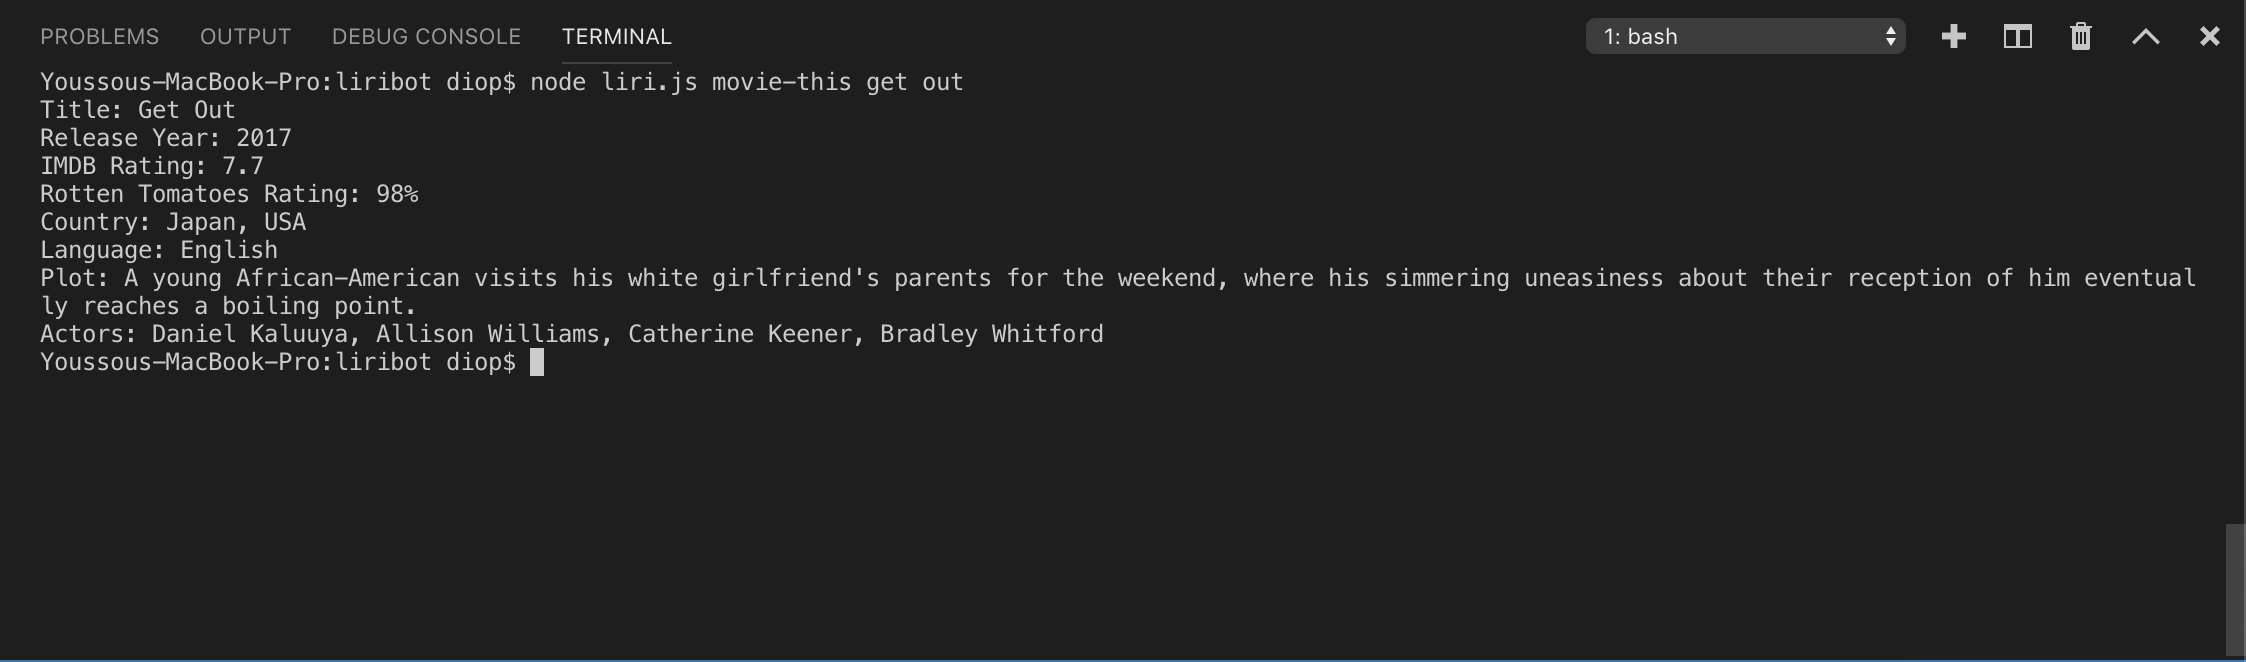 PROBLEMS OUTPUT DEBUG CONSOLE TERMINAL 1: bash
Youssous-MacBook-Pro:liribot diop$ node liri.js movie-this get out
Title: Get Out
Release Year: 2017
IMDB Rating: 7.7
Rotten Tomatoes Rating: 98%
Country: Japan, USA
Language: English
Plot: A young African-American visits his white girlfriend's parents for the weekend, where his simmering uneasiness about their reception of him eventual
ly reaches a boiling point.
Actors: Daniel Kaluuya, Allison Williams, Catherine Keener, Bradley Whitford
Youssous-MacBook-Pro:liribot diop$